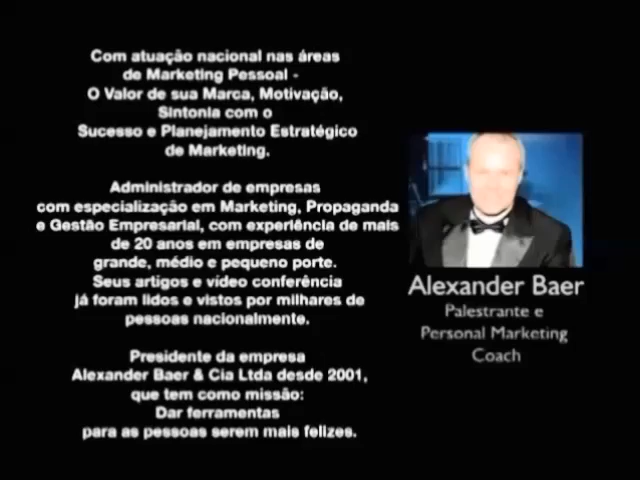 Com atuação nacional nas áreas
de Marketing Pessoal -
O Valor de sua Marca, Motivação,
Sintonia com o
Sucesso e Planejamento Estratégico
de Marketing.
Administrador de empresas
com especialização em Marketing, Propaganda
e Gestão Empresarial, com experiência de mais
de 20 anos em empresas de
grande, médio e pequeno porte.
Seus artigos e vídeo conferência
já foram lidos e vistos por milhares de
pessoas nacionalmente.
Presidente da empresa
Alexander Baer & Cia Ltda desde 2001,
que tem como missão:
Dar ferramentas
para as pessoas serem mais felizes.
Alexander Baer
Palestrante e
Personal Marketing
Coach